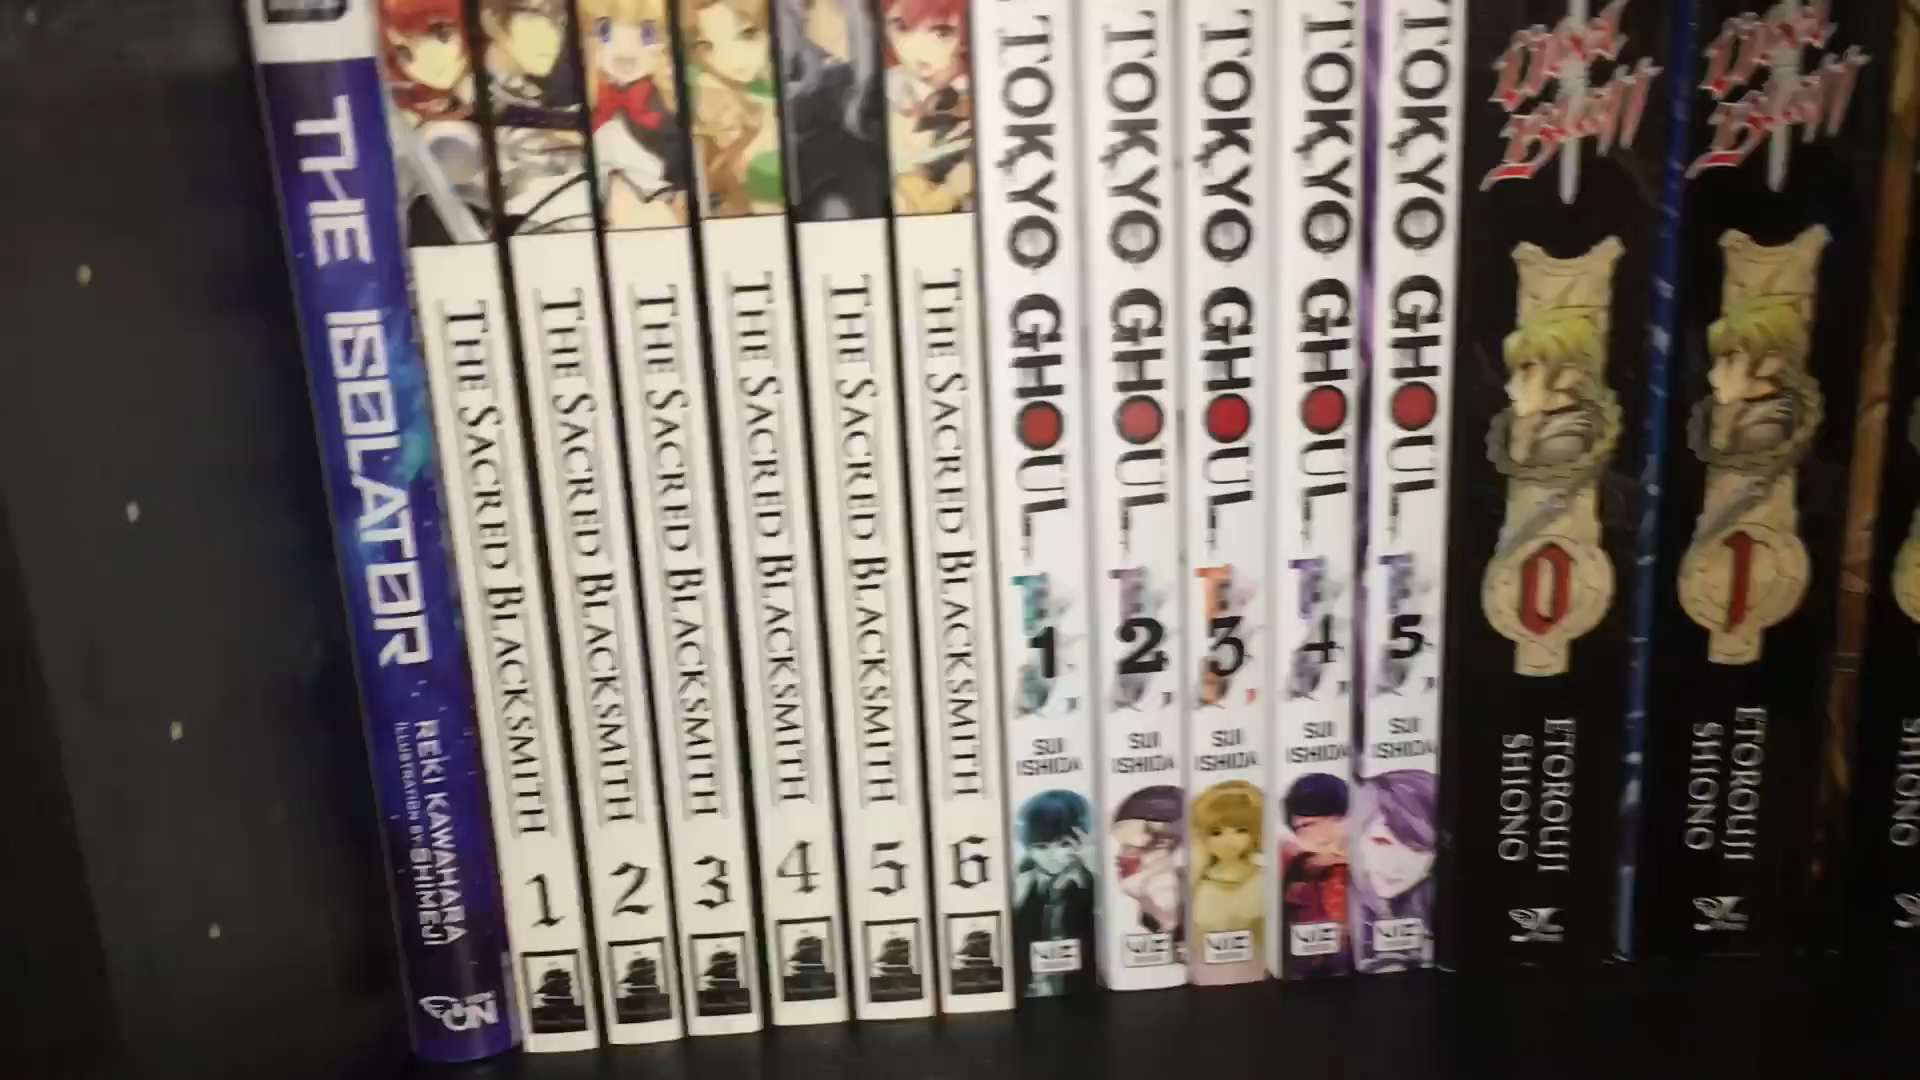 THE ISOLATOR
REKI KAWAHARA
ILLUSTRATION BY SHIMEJI
THE SACRED BLACKSMITH
1
THE SACRED BLACKSMITH
2
THE SACRED BLACKSMITH
3
THE SACRED BLACKSMITH
4
THE SACRED BLACKSMITH
5
THE SACRED BLACKSMITH
6
TOKYO GHOUL
1
SUI
ISHIDA
TOKYO GHOUL
2
SUI
ISHIDA
TOKYO GHOUL
3
SUI
ISHIDA
TOKYO GHOUL
4
SUI
ISHIDA
TOKYO GHOUL
5
SUI
ISHIDA
0
ETOROUJI
SHIONO
1
ETOROUJI
SHIONO